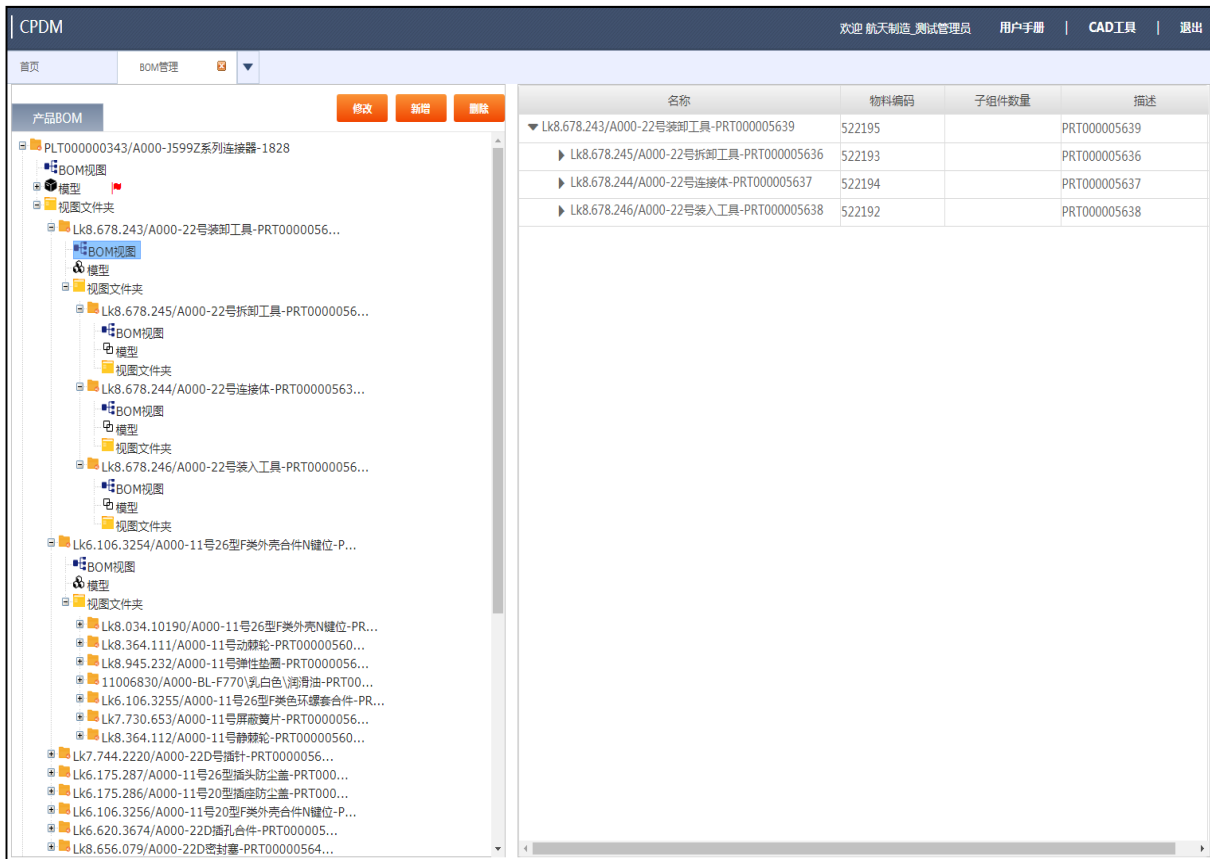 CPDM
欢迎 航天制造_测试管理员 用户手册 | CAD工具 | 退出
首页 BOM管理
产品BOM 修改 新增 删除
PLT000000343/A000-J599Z系列连接器-1828
BOM视图
模型
视图文件夹
Lk8.678.243/A000-22号装卸工具-PRT0000056...
BOM视图
模型
视图文件夹
Lk8.678.245/A000-22号拆卸工具-PRT0000056...
BOM视图
模型
视图文件夹
Lk8.678.244/A000-22号连接体-PRT00000563...
BOM视图
模型
视图文件夹
Lk8.678.246/A000-22号装入工具-PRT0000056...
BOM视图
模型
视图文件夹
Lk6.106.3254/A000-11号26型F类外壳合件N键位-P...
BOM视图
模型
视图文件夹
Lk8.034.10190/A000-11号26型F类外壳N键位-PR...
Lk8.364.111/A000-11号动棘轮-PRT00000560...
Lk8.945.232/A000-11号弹性垫圈-PRT0000056...
11006830/A000-BL-F770\乳白色\润滑油-PRT00...
Lk6.106.3255/A000-11号26型F类色环螺套合件-PR...
Lk7.730.653/A000-11号屏蔽簧片-PRT0000056...
Lk8.364.112/A000-11号静棘轮-PRT00000560...
Lk7.744.2220/A000-22D号插针-PRT0000056...
Lk6.175.287/A000-11号26型插头防尘盖-PRT000...
Lk6.175.286/A000-11号20型插座防尘盖-PRT000...
Lk6.106.3256/A000-11号20型F类外壳合件N键位-P...
Lk6.620.3674/A000-22D插孔合件-PRT000005...
Lk8.656.079/A000-22D密封塞-PRT00000564...
名称 物料编码 子组件数量 描述
Lk8.678.243/A000-22号装卸工具-PRT000005639 522195 PRT000005639
Lk8.678.245/A000-22号拆卸工具-PRT000005636 522193 PRT000005636
Lk8.678.244/A000-22号连接体-PRT000005637 522194 PRT000005637
Lk8.678.246/A000-22号装入工具-PRT000005638 522192 PRT000005638